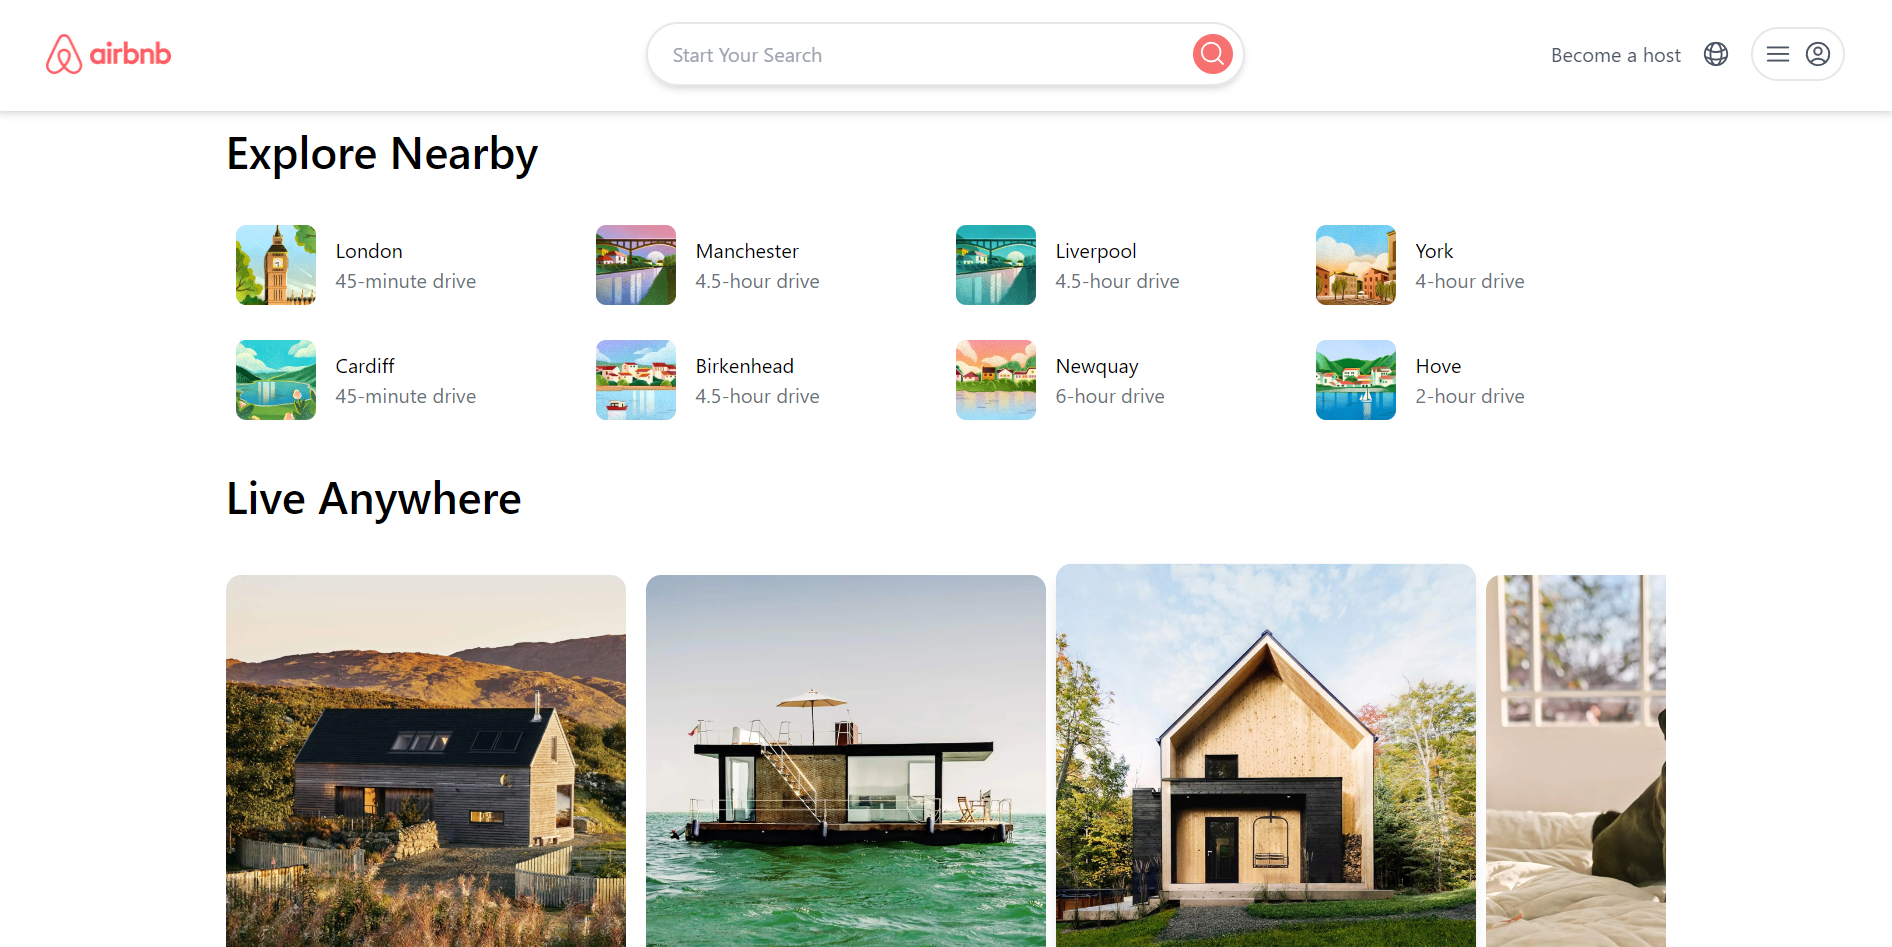 airbnb
Start Your Search
Become a host
Explore Nearby
London
45-minute drive
Manchester
4.5-hour drive
Liverpool
4.5-hour drive
York
4-hour drive
Cardiff
45-minute drive
Birkenhead
4.5-hour drive
Newquay
6-hour drive
Hove
2-hour drive
Live Anywhere